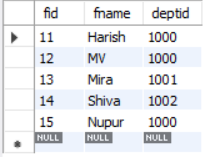 fid fname deptid
11 Harish 1000
12 MV 1000
13 Mira 1001
14 Shiva 1002
15 Nupur 1000
NULL NULL NULL